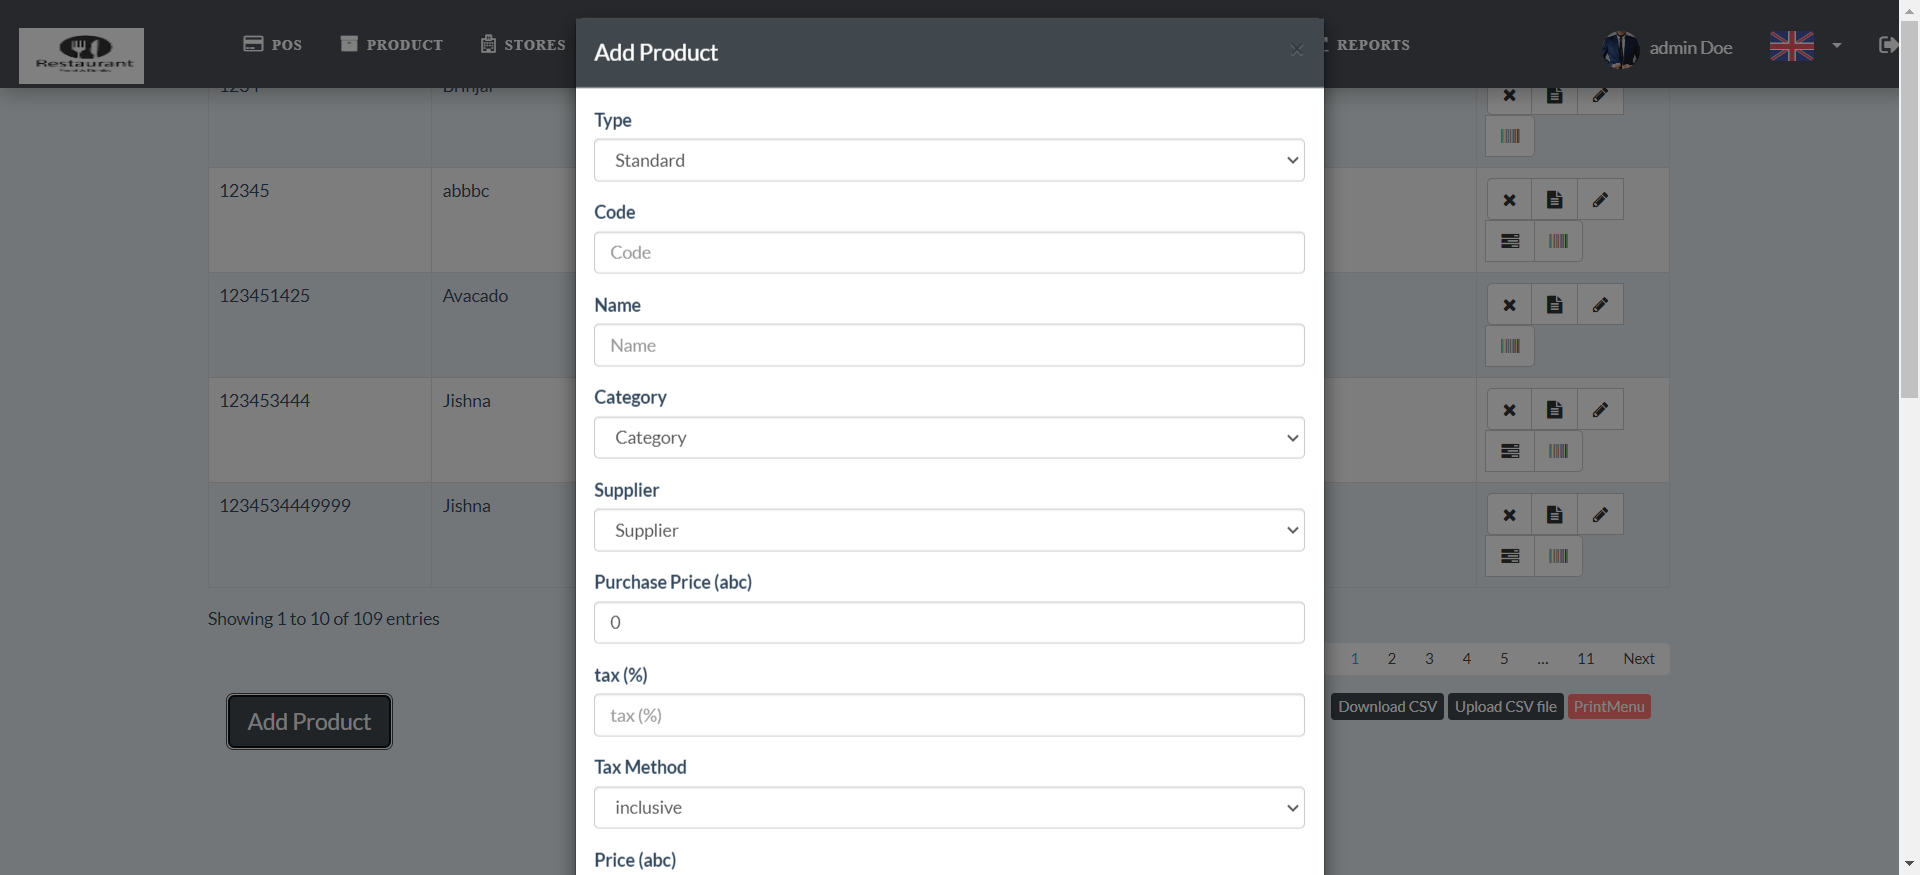 Restaurant
POS
PRODUCT
STORES
REPORTS
admin Doe
Add Product
×
Type
Standard
Code
Code
Name
Name
Category
Category
Supplier
Supplier
Purchase Price (abc)
0
tax (%)
tax (%)
Tax Method
inclusive
Price (abc)
12345 abbbc
123451425 Avacado
123453444 Jishna
1234534449999 Jishna
Showing 1 to 10 of 109 entries
1 2 3 4 5 ... 11 Next
Add Product
Download CSV Upload CSV file PrintMenu